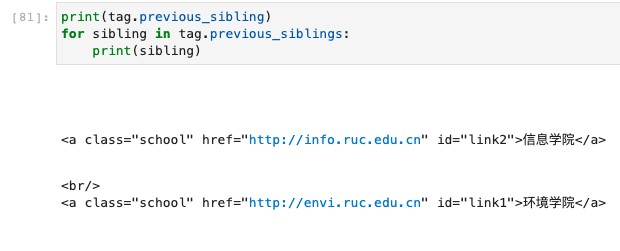 [81]:
print(tag.previous_sibling)
for sibling in tag.previous_siblings:
    print(sibling)
<a class="school" href="http://info.ruc.edu.cn" id="link2">信息学院</a>
<br/>
<a class="school" href="http://envi.ruc.edu.cn" id="link1">环境学院</a>